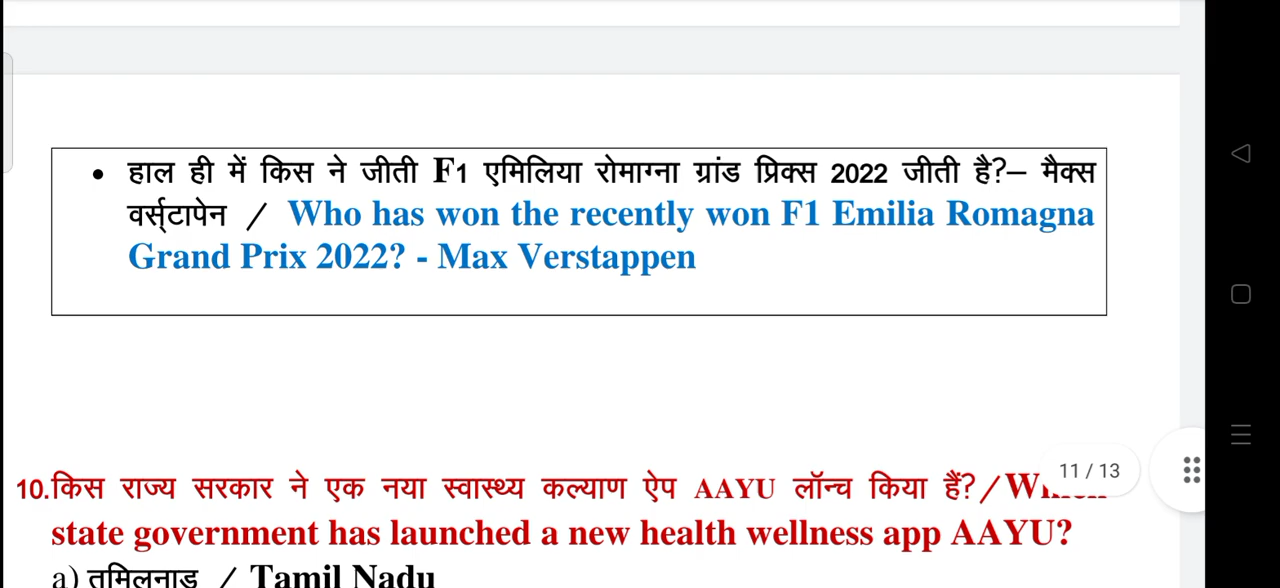 • हाल ही में किस ने जीती F1 एमिलिया रोमाग्ना ग्रांड प्रिक्स 2022 जीती है?– मैक्स
वर्स्टापेन / Who has won the recently won F1 Emilia Romagna
Grand Prix 2022? - Max Verstappen
10.किस राज्य सरकार ने एक नया स्वास्थ्य कल्याण ऐप AAYU लॉन्च किया हैं?/
11 / 13
state government has launched a new health wellness app AAYU?
a) तमिलनाडु / Tamil Nadu